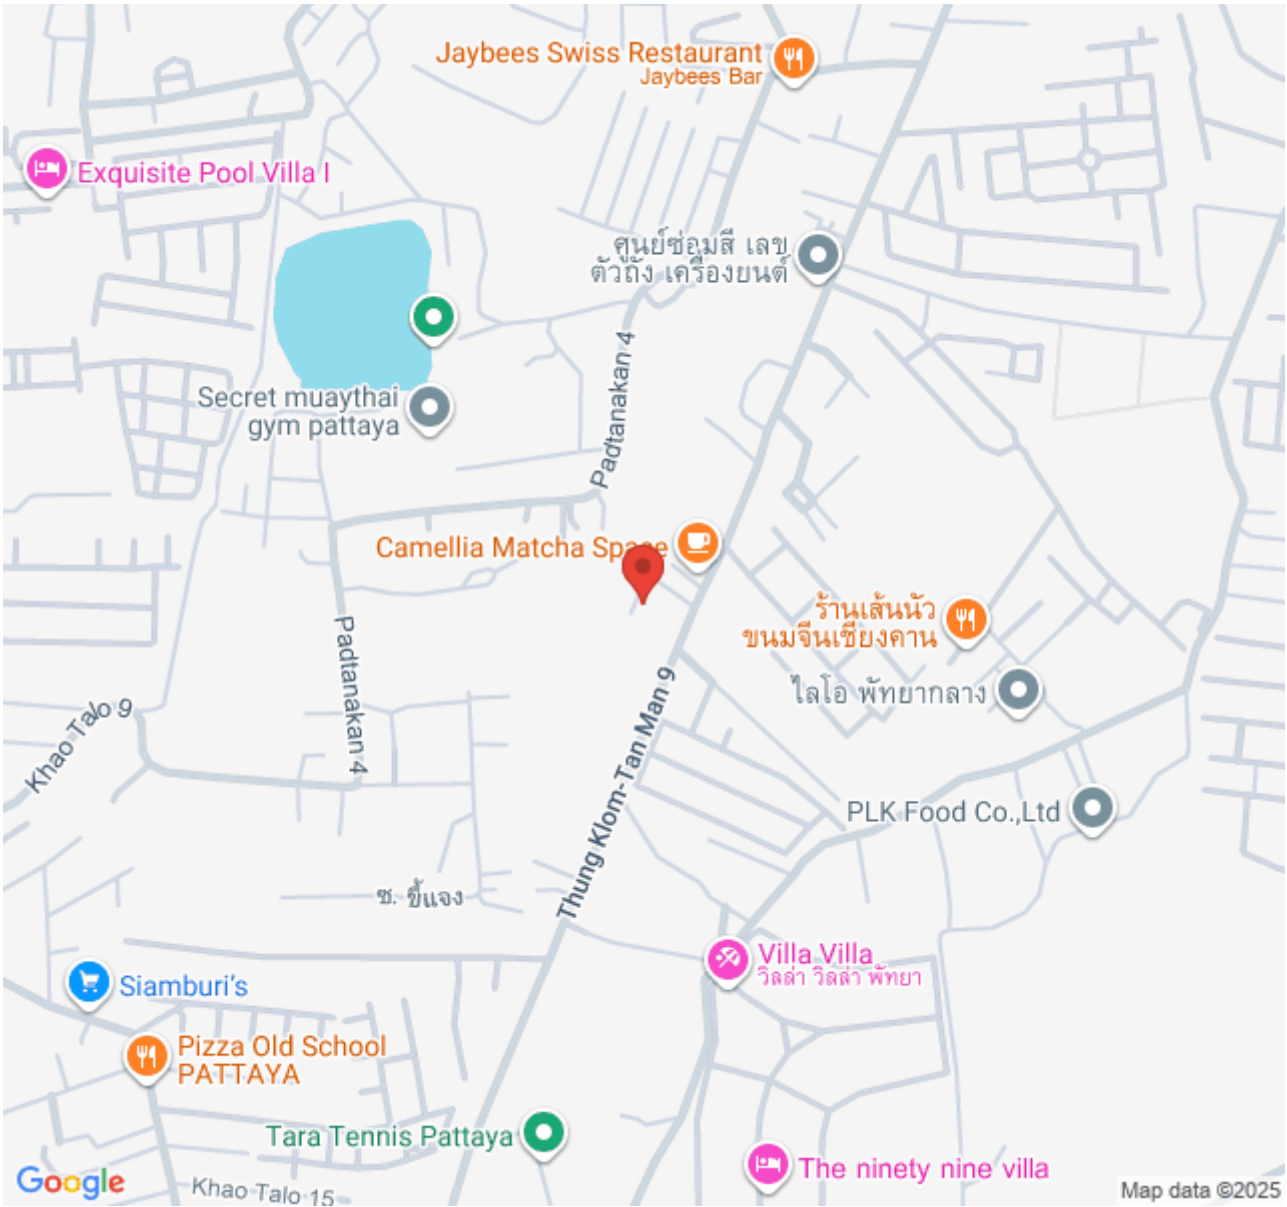 Jaybees Swiss Restaurant
Jaybees Bar
Exquisite Pool Villa I
ศูนย์ซ่อมสี เลข
ตัวถัง เครื่องยนต์
Padtanakan 4
Secret muaythai
gym pattaya
Camellia Matcha Space
ร้านเส้นนัว
ขนมจีนเชียงคาน
Padtanakan 4
ไลโอ พัทยากลาง
Thung Klom-Tan Man 9
Khao Talo 9
PLK Food Co.,Ltd
ซ. ขี้แจง
Villa Villa
วิลล่า วิลล่า พัทยา
Siamburi's
Pizza Old School
PATTAYA
Tara Tennis Pattaya
The ninety nine villa
Google
Khao Talo 15
Map data ©2025